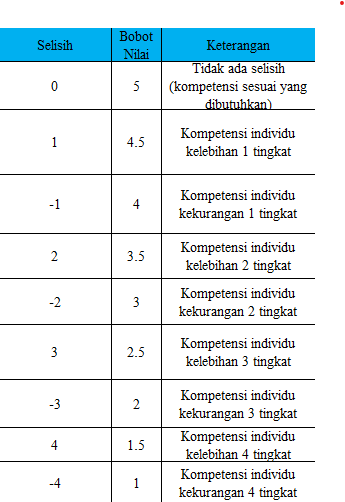 Selisih Bobot Nilai Keterangan
0 5 Tidak ada selisih
(kompetensi sesuai yang
dibutuhkan)
1 4.5 Kompetensi individu
kelebihan 1 tingkat
-1 4 Kompetensi individu
kekurangan 1 tingkat
2 3.5 Kompetensi individu
kelebihan 2 tingkat
-2 3 Kompetensi individu
kekurangan 2 tingkat
3 2.5 Kompetensi individu
kelebihan 3 tingkat
-3 2 Kompetensi individu
kekurangan 3 tingkat
4 1.5 Kompetensi individu
kelebihan 4 tingkat
-4 1 Kompetensi individu
kekurangan 4 tingkat